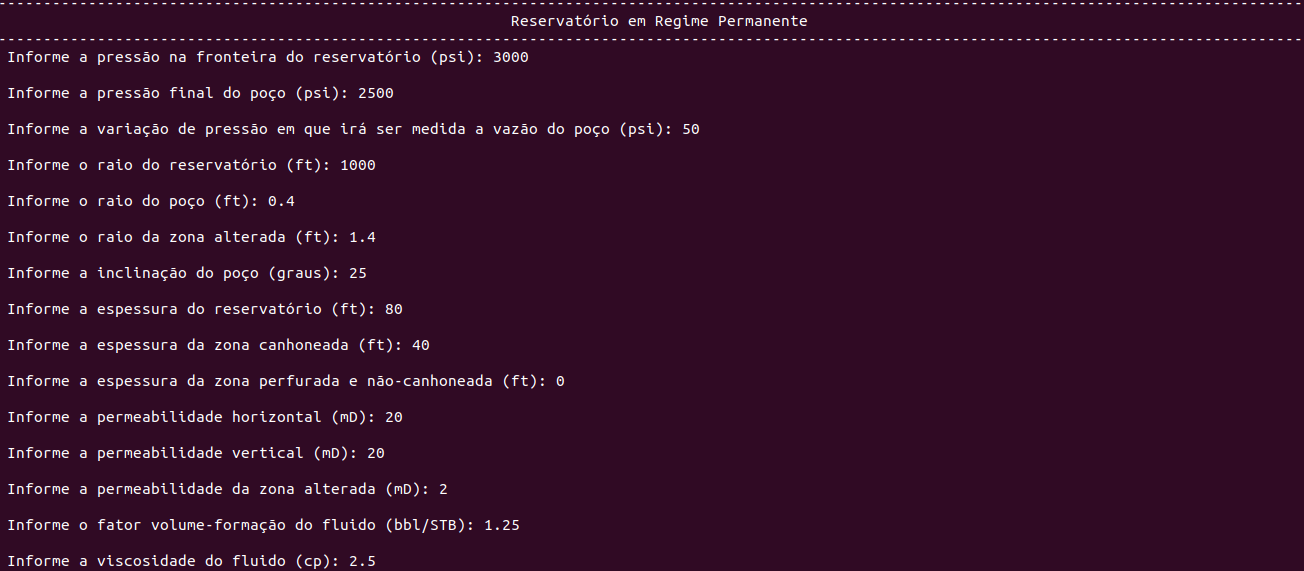 Reservatório em Regime Permanente
Informe a pressão na fronteira do reservatório (psi): 3000
Informe a pressão final do poço (psi): 2500
Informe a variação de pressão em que irá ser medida a vazão do poço (psi): 50
Informe o raio do reservatório (ft): 1000
Informe o raio do poço (ft): 0.4
Informe o raio da zona alterada (ft): 1.4
Informe a inclinação do poço (graus): 25
Informe a espessura do reservatório (ft): 80
Informe a espessura da zona canhoneada (ft): 40
Informe a espessura da zona perfurada e não-canhoneada (ft): 0
Informe a permeabilidade horizontal (mD): 20
Informe a permeabilidade vertical (mD): 20
Informe a permeabilidade da zona alterada (mD): 2
Informe o fator volume-formação do fluido (bbl/STB): 1.25
Informe a viscosidade do fluido (cp): 2.5